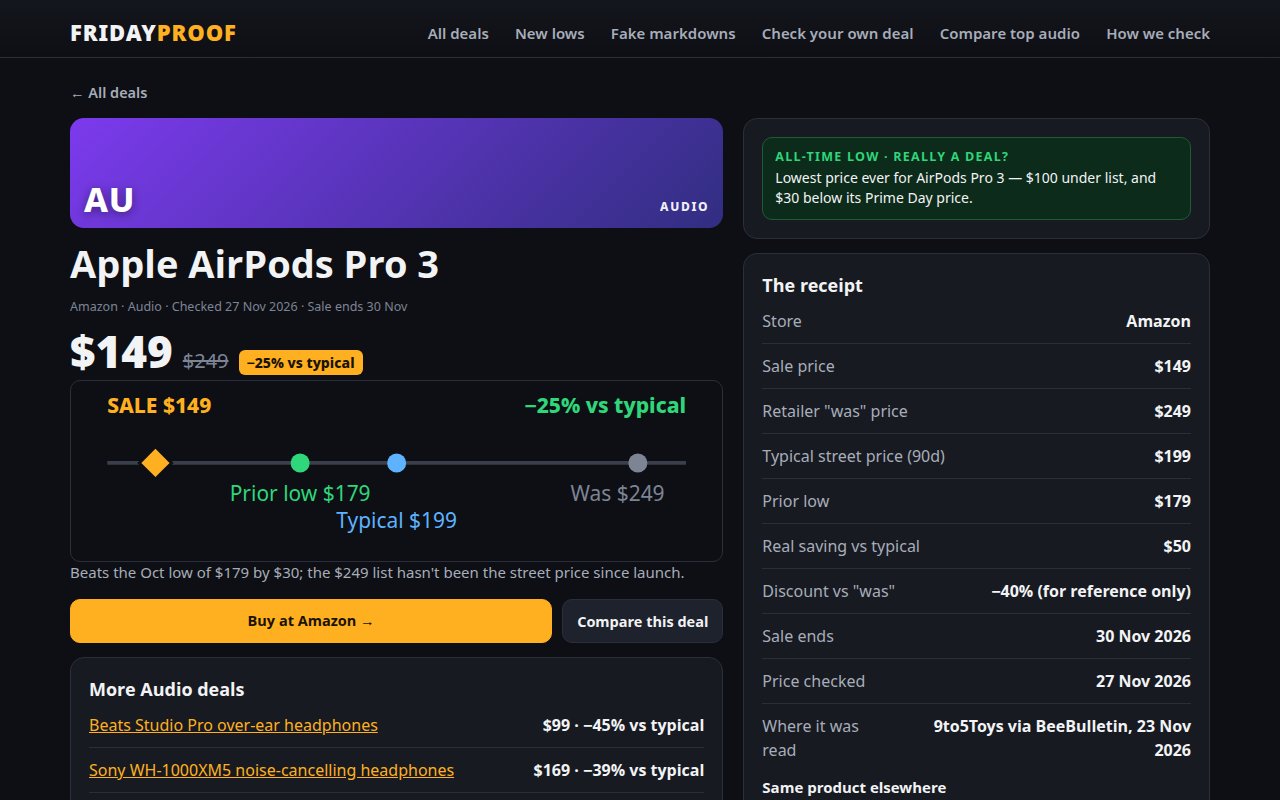 FRIDAYPROOF
All deals New lows Fake markdowns Check your own deal Compare top audio How we check
← All deals
AU
AUDIO
Apple AirPods Pro 3
Amazon · Audio · Checked 27 Nov 2026 · Sale ends 30 Nov
$149 $249 −25% vs typical
SALE $149 −25% vs typical
Prior low $179 Was $249
Typical $199
Beats the Oct low of $179 by $30; the $249 list hasn't been the street price since launch.
Buy at Amazon → Compare this deal
More Audio deals
Beats Studio Pro over-ear headphones $99 · −45% vs typical
Sony WH-1000XM5 noise-cancelling headphones $169 · −39% vs typical
ALL-TIME LOW · REALLY A DEAL?
Lowest price ever for AirPods Pro 3 — $100 under list, and
$30 below its Prime Day price.
The receipt
Store Amazon
Sale price $149
Retailer "was" price $249
Typical street price (90d) $199
Prior low $179
Real saving vs typical $50
Discount vs "was" −40% (for reference only)
Sale ends 30 Nov 2026
Price checked 27 Nov 2026
Where it was read 9to5Toys via BeeBulletin, 23 Nov 2026
Same product elsewhere